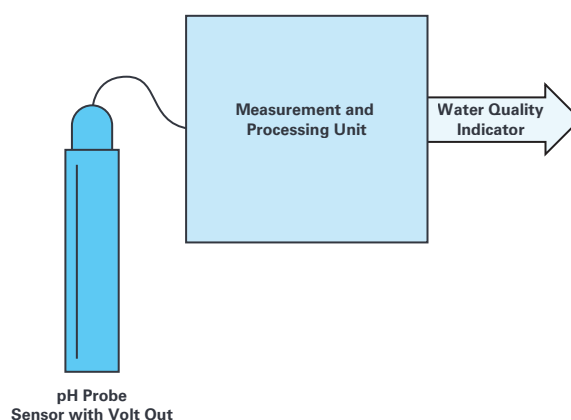 Measurement and
Processing Unit
Water Quality
Indicator
pH Probe
Sensor with Volt Out